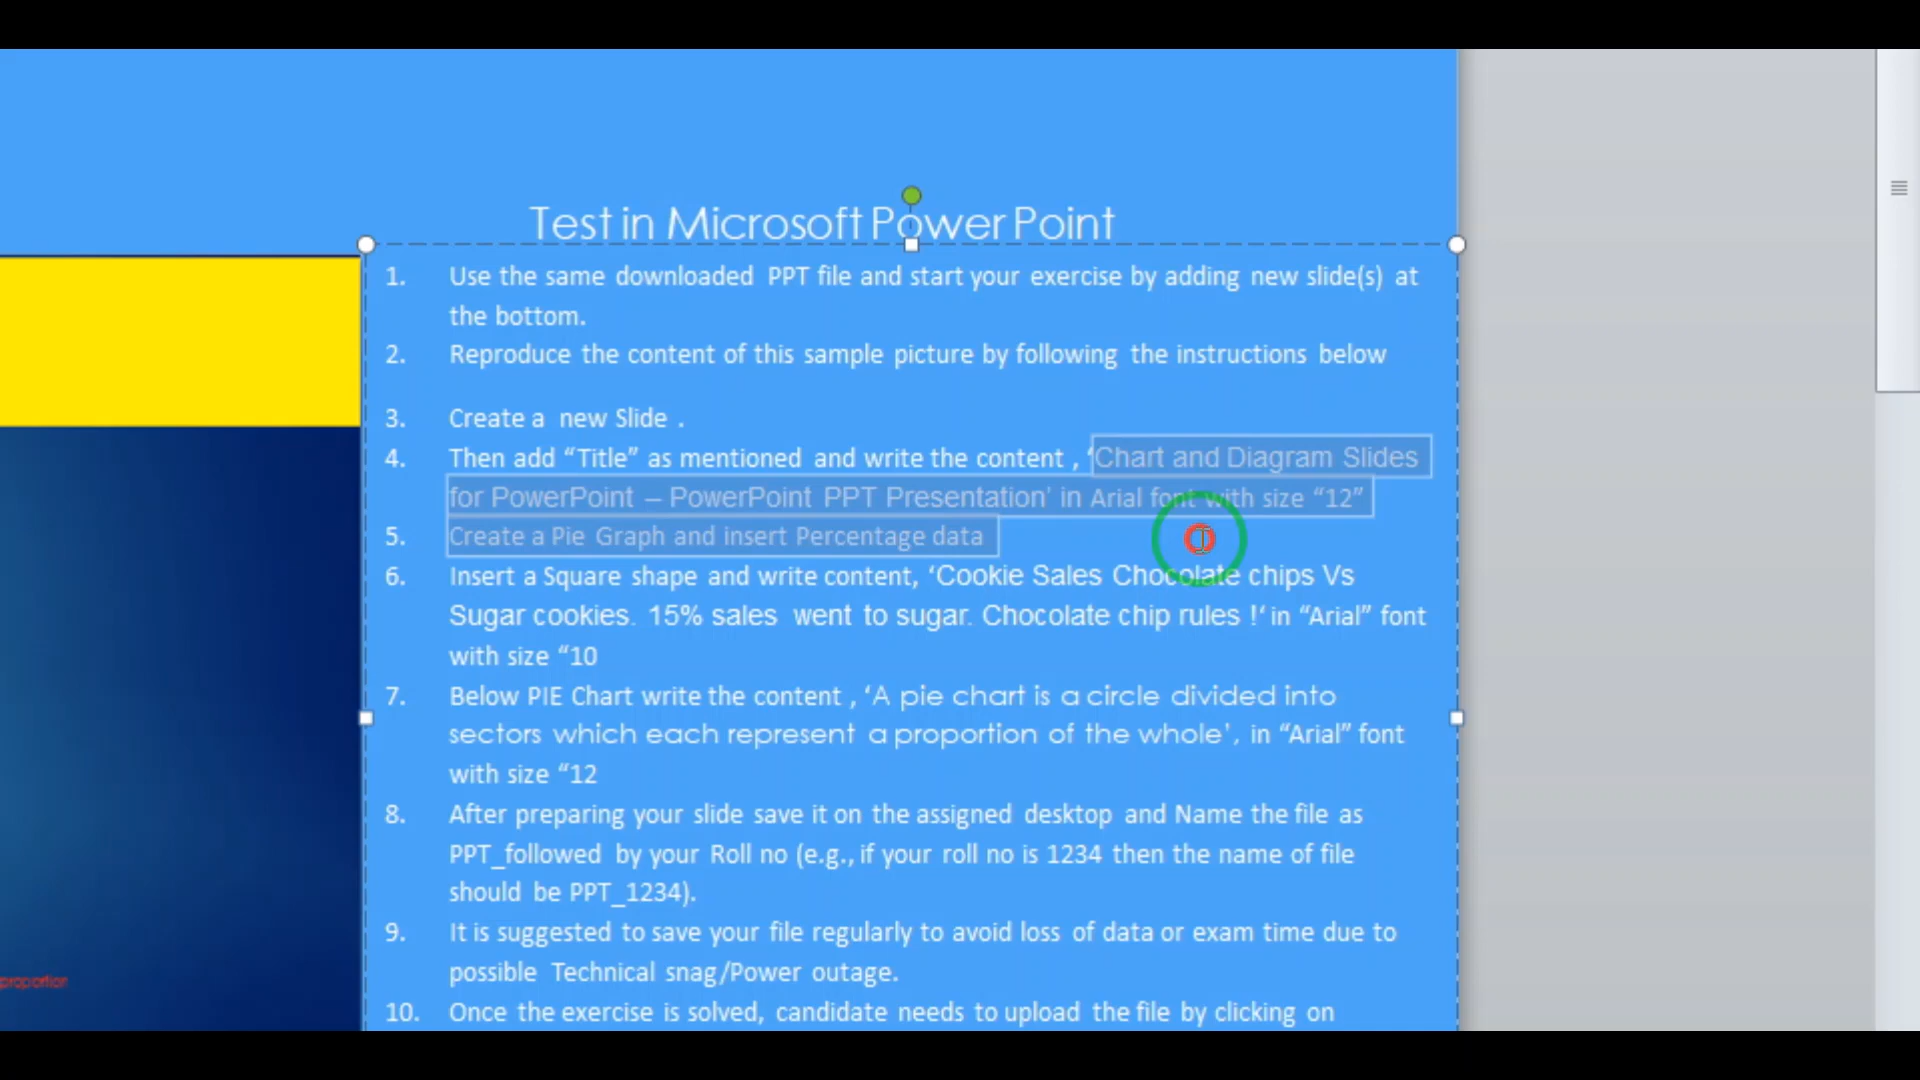 Test in Microsoft PowerPoint
1. Use the same downloaded PPT file and start your exercise by adding new slide(s) at
the bottom.
2. Reproduce the content of this sample picture by following the instructions below
3. Create a new Slide .
4. Then add “Title” as mentioned and write the content , ‘Chart and Diagram Slides
for PowerPoint – PowerPoint PPT Presentation’ in Arial font with size “12”
5. Create a Pie Graph and insert Percentage data
6. Insert a Square shape and write content, ‘Cookie Sales Chocolate chips Vs
Sugar cookies. 15% sales went to sugar. Chocolate chip rules !‘ in “Arial” font
with size “10
7. Below PIE Chart write the content , ‘A pie chart is a circle divided into
sectors which each represent a proportion of the whole’, in “Arial” font
with size “12
8. After preparing your slide save it on the assigned desktop and Name the file as
PPT_followed by your Roll no (e.g., if your roll no is 1234 then the name of file
should be PPT_1234).
9. It is suggested to save your file regularly to avoid loss of data or exam time due to
possible Technical snag/Power outage.
proportion
10. Once the exercise is solved, candidate needs to upload the file by clicking on